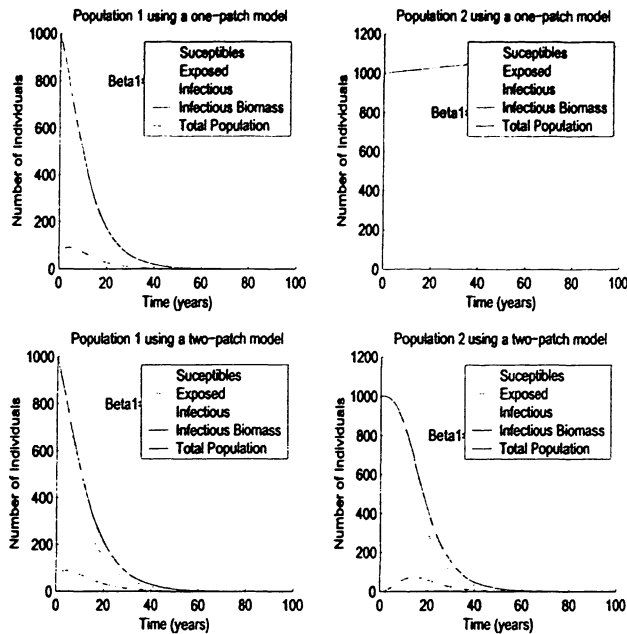 Population 1 using a one-patch model
1000
800
600
400
200
0
Number of Individuals
Beta1=
Suceptibles
Exposed
Infectious
Infectious Biomass
Total Population
0 20 40 60 80 100
Time (years)
Population 2 using a one-patch model
1200
1000
800
600
400
200
0
Number of Individuals
Beta1=
Suceptibles
Exposed
Infectious
Infectious Biomass
Total Population
0 20 40 60 80 100
Time (years)
Population 1 using a two-patch model
1000
800
600
400
200
0
Number of Individuals
Beta1=
Suceptibles
Exposed
Infectious
Infectious Biomass
Total Population
0 20 40 60 80 100
Time (years)
Population 2 using a two-patch model
1200
1000
800
600
400
200
0
Number of Individuals
Beta1=
Suceptibles
Exposed
Infectious
Infectious Biomass
Total Population
0 20 40 60 80 100
Time (years)